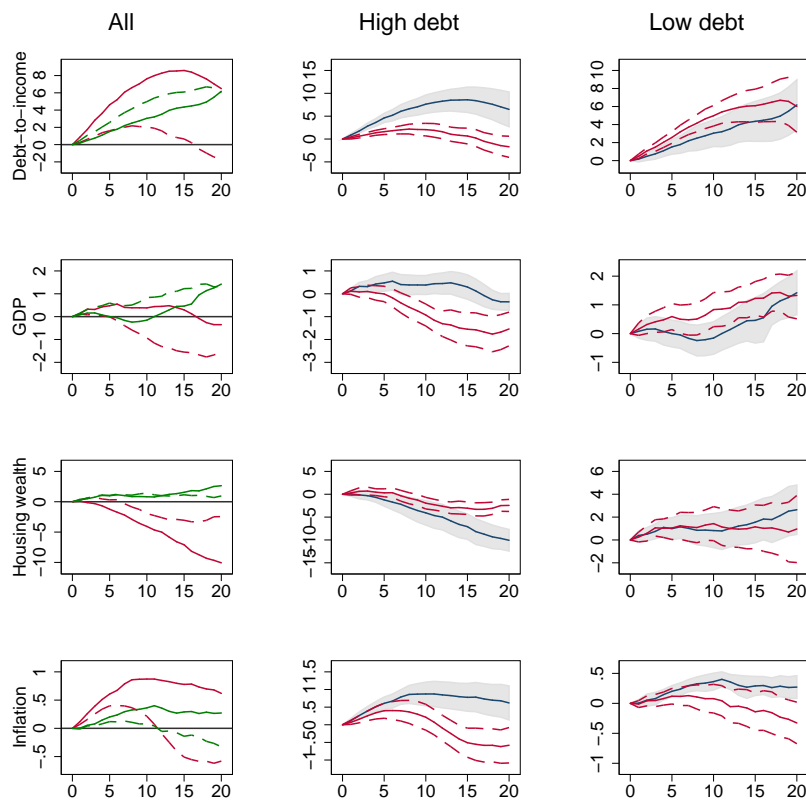 All High debt Low debt
Debt−to−income
−20 2 4 6 8
0 5 10 15 20
−5 0 5 10 15
0 5 10 15 20
0 2 4 6 8 10
0 5 10 15 20
GDP
−2 −1 0 1 2
0 5 10 15 20
−3 −2 −1 0 1
0 5 10 15 20
−1 0 1 2
0 5 10 15 20
Housing wealth
−10 −5 0 5
0 5 10 15 20
−15−10−5 0 5
0 5 10 15 20
−2 0 2 4 6
0 5 10 15 20
Inflation
−.5 0 .5 1
0 5 10 15 20
−1−.50 .5 11.5
0 5 10 15 20
−1 −.5 0 .5
0 5 10 15 20